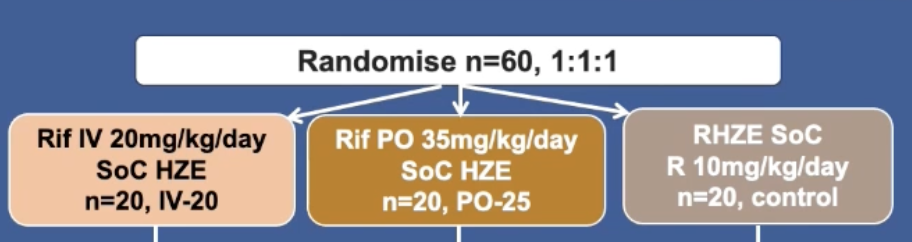 Randomise n=60, 1:1:1
Rif IV 20mg/kg/day
SoC HZE
n=20, IV-20
Rif PO 35mg/kg/day
SoC HZE
n=20, PO-25
RHZE SoC
R 10mg/kg/day
n=20, control